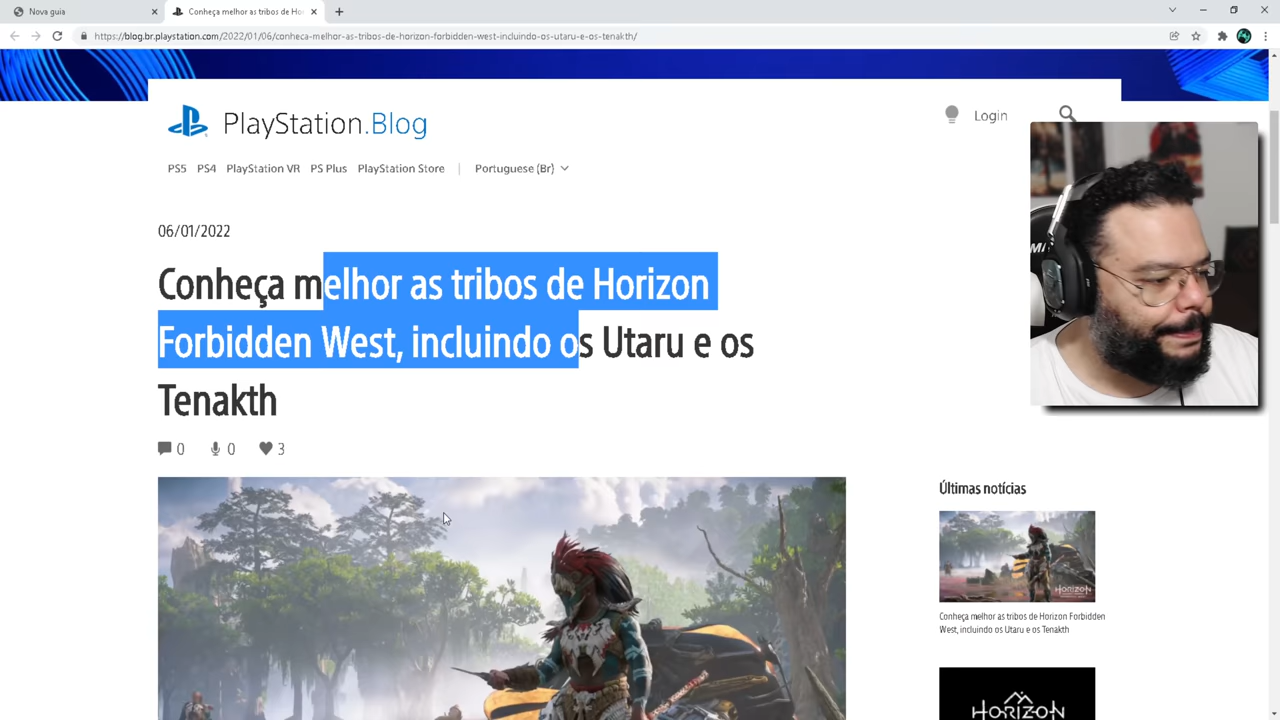 Nova guia
Conheça melhor as tribos de Hor
https://blog.br.playstation.com/2022/01/06/conheca-melhor-as-tribos-de-horizon-forbidden-west-incluindo-os-utaru-e-os-tenakth/
PlayStation.Blog
Login
PS5 PS4 PlayStation VR PS Plus PlayStation Store Portuguese (Br)
06/01/2022
Conheça melhor as tribos de Horizon
Forbidden West, incluindo os Utaru e os
Tenakth
0 0 3
Últimas notícias
HORIZON
Conheça melhor as tribos de Horizon Forbidden
West, incluindo os Utaru e os Tenakth
HORIZON